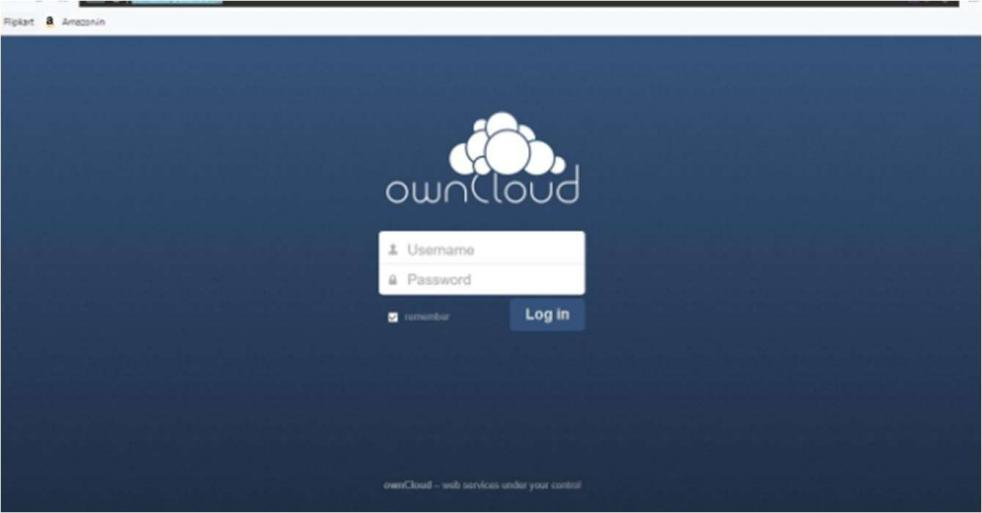 Flipkart Amazon.in
ownCloud
Username
Password
remember
Log in
ownCloud – web services under your control